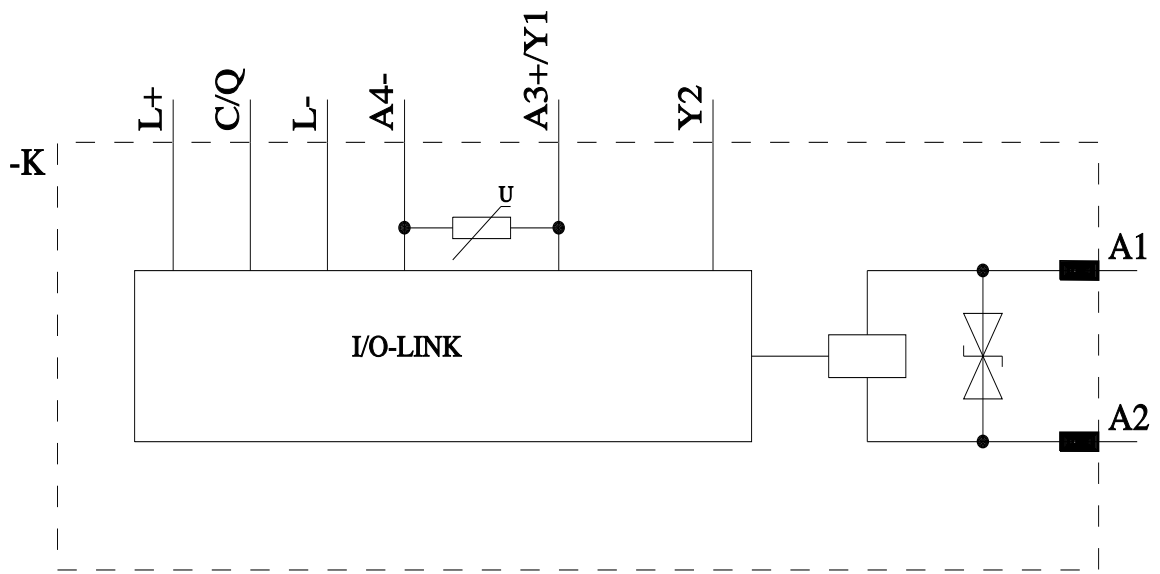 L+
C/Q
L-
A4-
A3+/Y1
Y2
-K
U
A1
I/O-LINK
A2